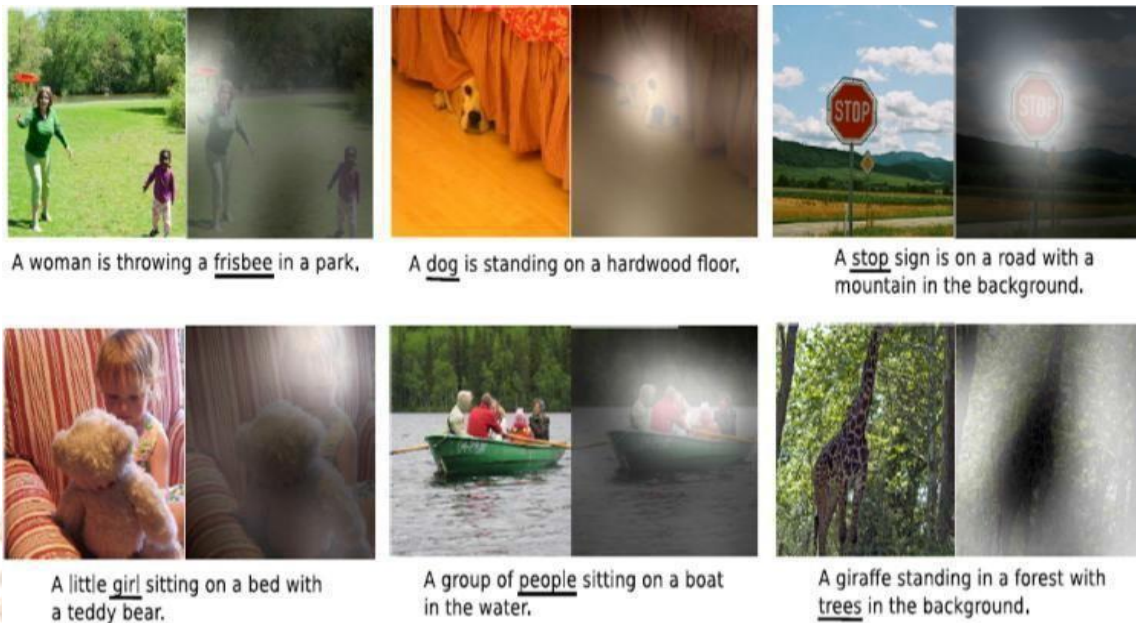 A woman is throwing a frisbee in a park.
A dog is standing on a hardwood floor.
STOP
A stop sign is on a road with a
mountain in the background.
A little girl sitting on a bed with
a teddy bear.
A group of people sitting on a boat
in the water.
A giraffe standing in a forest with
trees in the background.